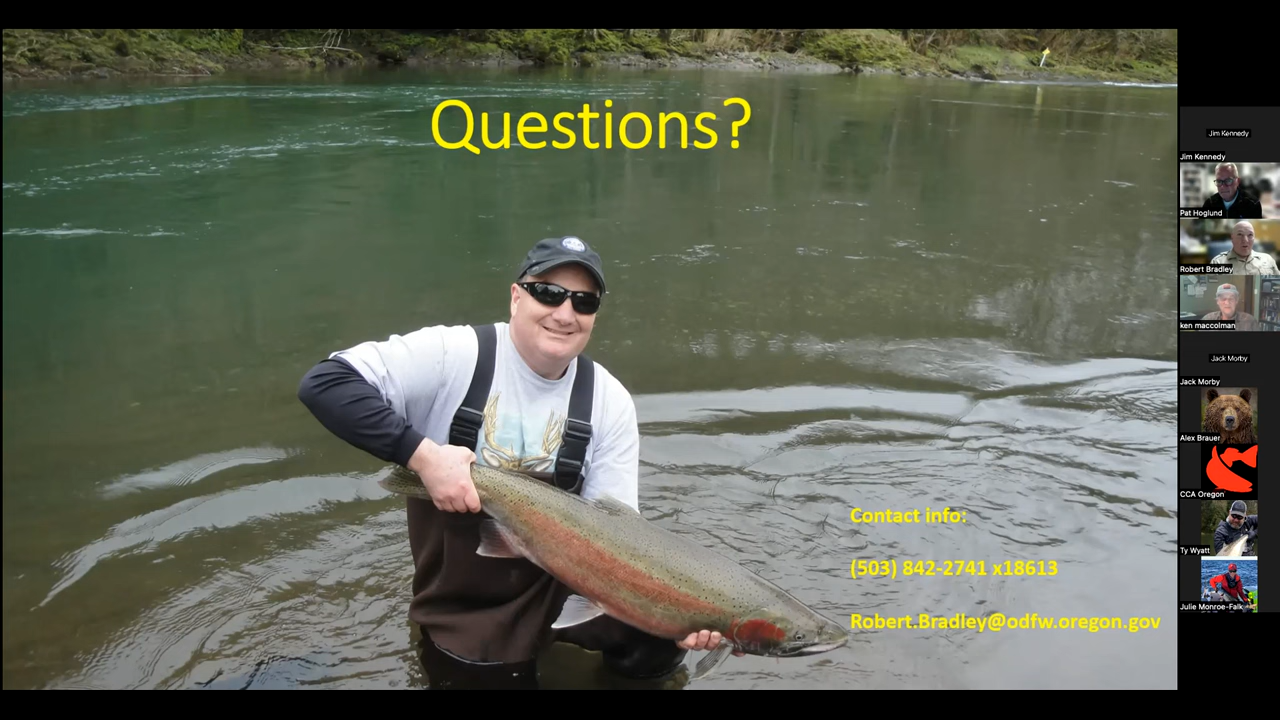 Questions?
Contact info:
(503) 842-2741 x18613
Robert.Bradley@odfw.oregon.gov
Jim Kennedy
Jim Kennedy
Pat Hoglund
Robert Bradley
ken maccolman
Jack Morby
Jack Morby
Alex Brauer
CCA Oregon
Ty Wyatt
Julie Monroe-Falk